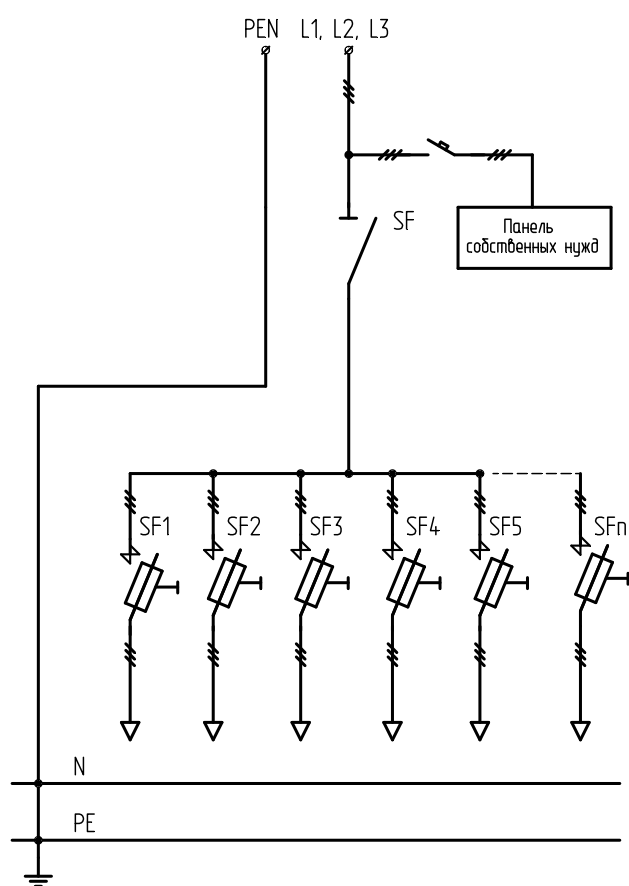 PEN L1, L2, L3
SF
Панель
собственных нужд
SF1 SF2 SF3 SF4 SF5 SFn
N
PE